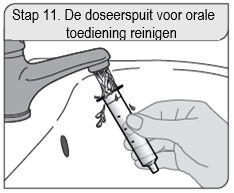 Stap 11. De doseerspuit voor orale
toediening reinigen